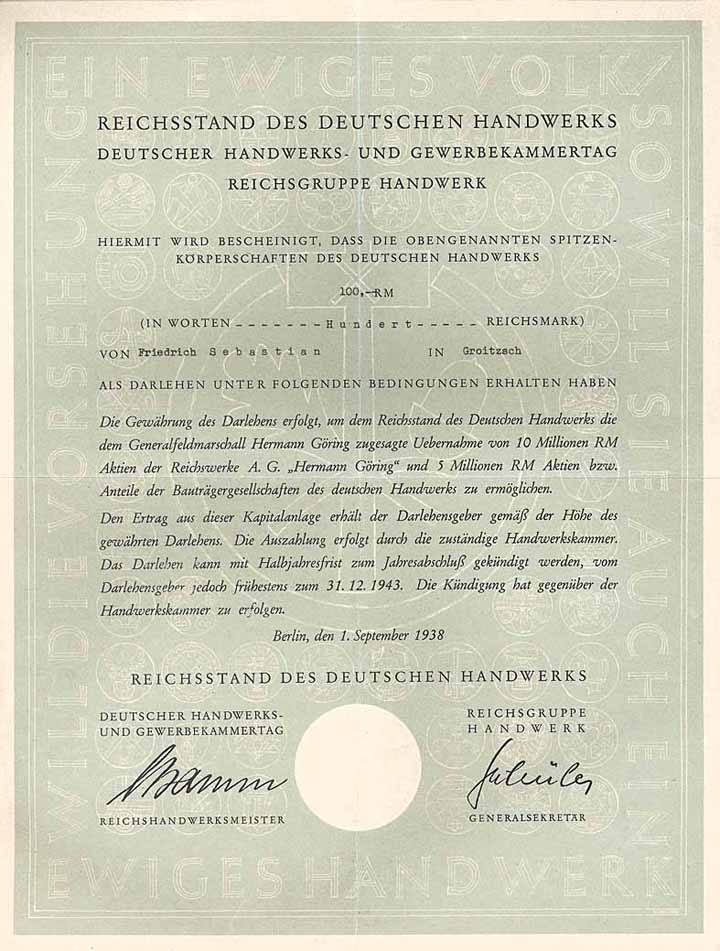 WILL DIE VORSEHUNG
EIN EWIGES VOLK/
SO WILL SIE AUCH EIN
EWIGES HANDWERK
REICHSSTAND DES DEUTSCHEN HANDWERKS
DEUTSCHER HANDWERKS- UND GEWERBEKAMMERTAG
REICHSGRUPPE HANDWERK
HIERMIT WIRD BESCHEINIGT, DASS DIE OBENGENANNTEN SPITZEN-
KÖRPERSCHAFTEN DES DEUTSCHEN HANDWERKS
100,-RM
(IN WORTEN -------Hundert----- REICHSMARK)
VON Friedrich Sebastian IN Groitzsch
ALS DARLEHEN UNTER FOLGENDEN BEDINGUNGEN ERHALTEN HABEN
Die Gewährung des Darlehens erfolgt, um dem Reichsstand des Deutschen Handwerks die
dem Generalfeldmarschall Hermann Göring zugesagte Uebernahme von 10 Millionen RM
Aktien der Reichswerke A. G. „Hermann Göring“ und 5 Millionen RM Aktien bzw.
Anteile der Bauträgergesellschaften des deutschen Handwerks zu ermöglichen.
Den Ertrag aus dieser Kapitalanlage erhält der Darlehensgeber gemäß der Höhe des
gewährten Darlehens. Die Auszahlung erfolgt durch die zuständige Handwerkskammer.
Das Darlehen kann mit Halbjahresfrist zum Jahresabschluß gekündigt werden, vom
Darlehensgeber jedoch frühestens zum 31. 12. 1943. Die Kündigung hat gegenüber der
Handwerkskammer zu erfolgen.
Berlin, den 1. September 1938
REICHSSTAND DES DEUTSCHEN HANDWERKS
DEUTSCHER HANDWERKS-
UND GEWERBEKAMMERTAG
REICHSHANDWERKSMEISTER
REICHSGRUPPE
HANDWERK
GENERALSEKRETÄR